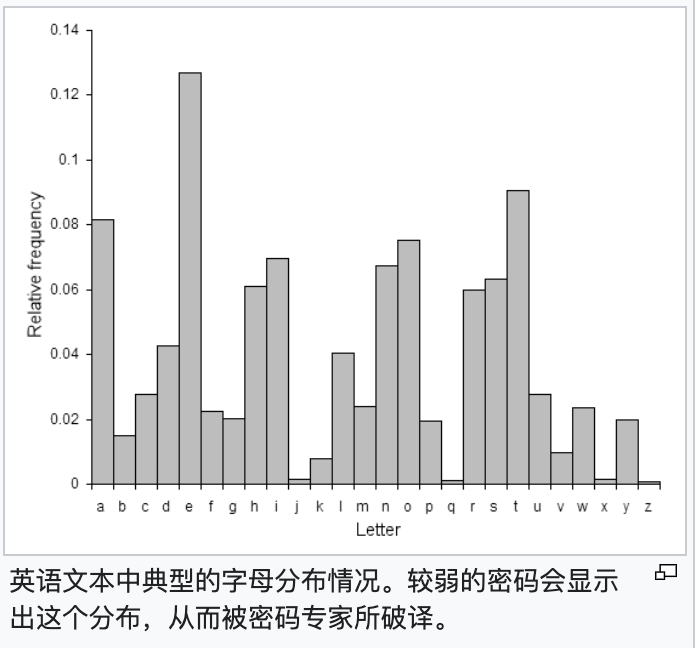 0.14
0.12
0.1
0.08
0.06
0.04
0.02
0
Relative frequency
a b c d e f g h i j k l m n o p q r s t u v w x y z
Letter
英语文本中典型的字母分布情况。较弱的密码会显示
出这个分布，从而被密码专家所破译。